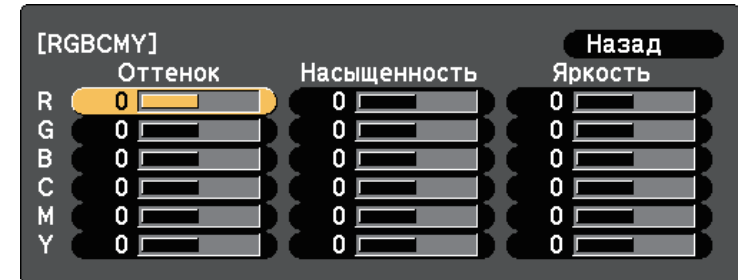 [RGBCMY] Назад
Оттенок Насыщенность Яркость
R 0 0 0
G 0 0 0
B 0 0 0
C 0 0 0
M 0 0 0
Y 0 0 0